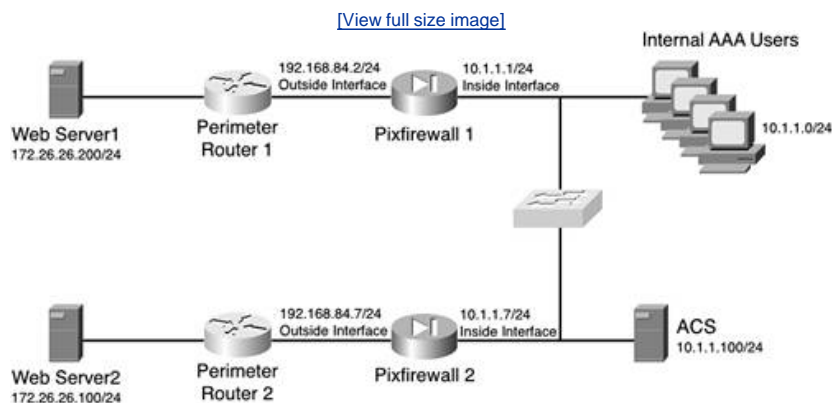 [View full size image]
Internal AAA Users
192.168.84.2/24
Outside Interface
10.1.1.1/24
Inside Interface
Web Server1
172.26.26.200/24
Perimeter
Router 1
Pixfirewall 1
10.1.1.0/24
192.168.84.7/24
Outside Interface
10.1.1.7/24
Inside Interface
Web Server2
172.26.26.100/24
Perimeter
Router 2
Pixfirewall 2
ACS
10.1.1.100/24